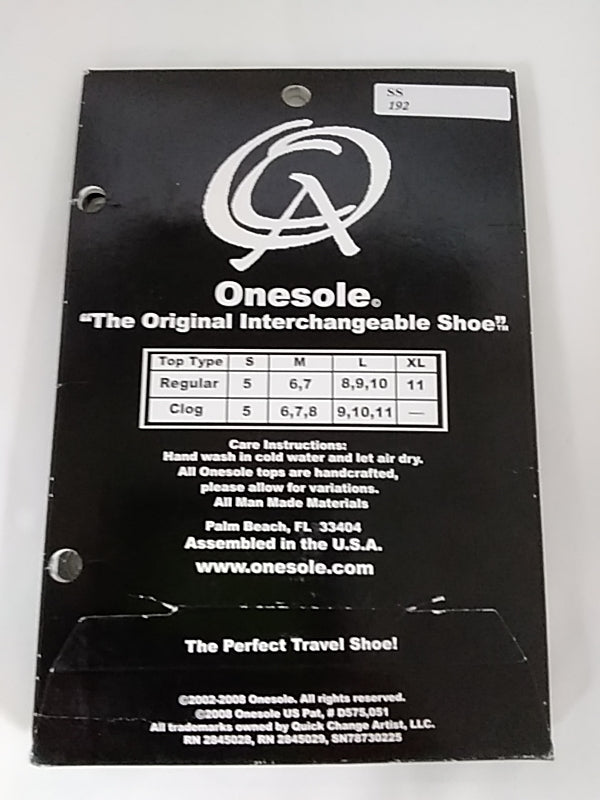 SS
192
Onesole®
"The Original Interchangeable Shoe"™
Top Type S M L XL
Regular 5 6,7 8,9,10 11
Clog 5 6,7,8 9,10,11 —
Care Instructions:
Hand wash in cold water and let air dry.
All Onesole tops are handcrafted,
please allow for variations.
All Man Made Materials
Palm Beach, FL 33404
Assembled in the U.S.A.
www.onesole.com
The Perfect Travel Shoe!
©2002-2008 Onesole. All rights reserved.
©2008 Onesole US Pat, # D575,051
All trademarks owned by Quick Change Artist, LLC.
RN 2845028, RN 2845029, SN78730225